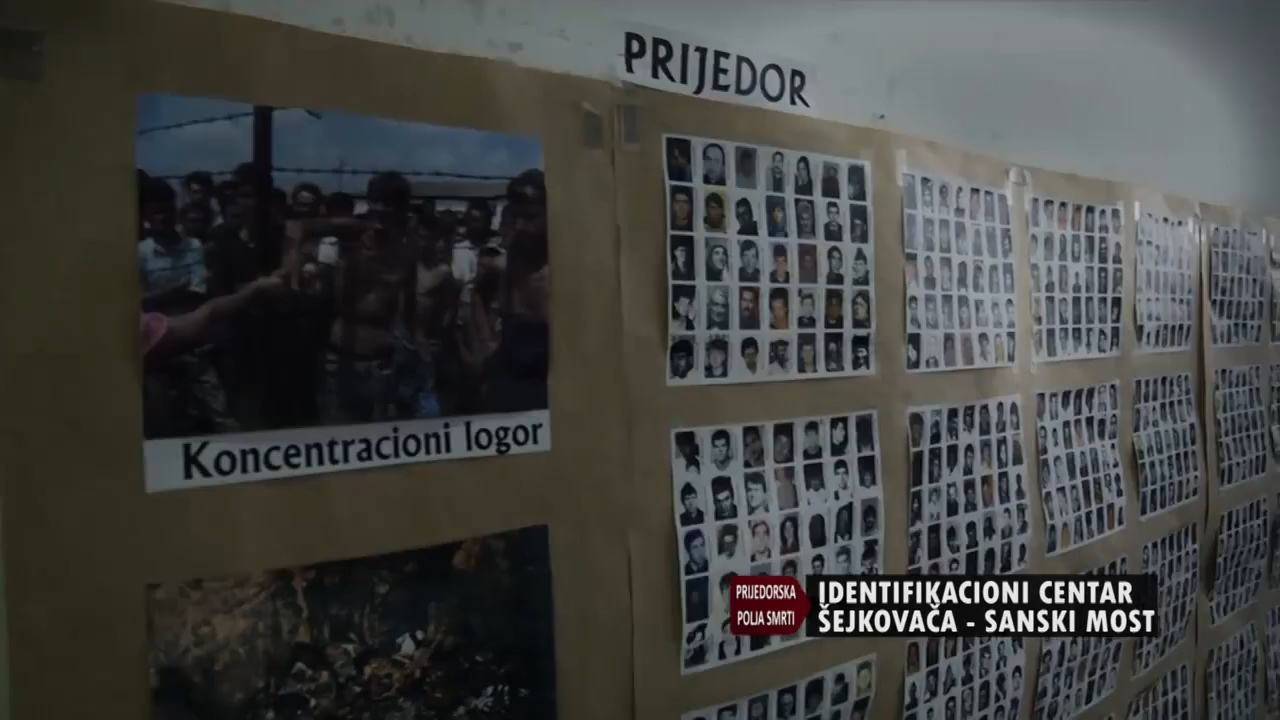 PRIJEDOR
Koncentracioni logor
PRIJEDORSKA
POLJA SMRTI
IDENTIFIKACIONI CENTAR
ŠEJKOVAČA - SANSKI MOST